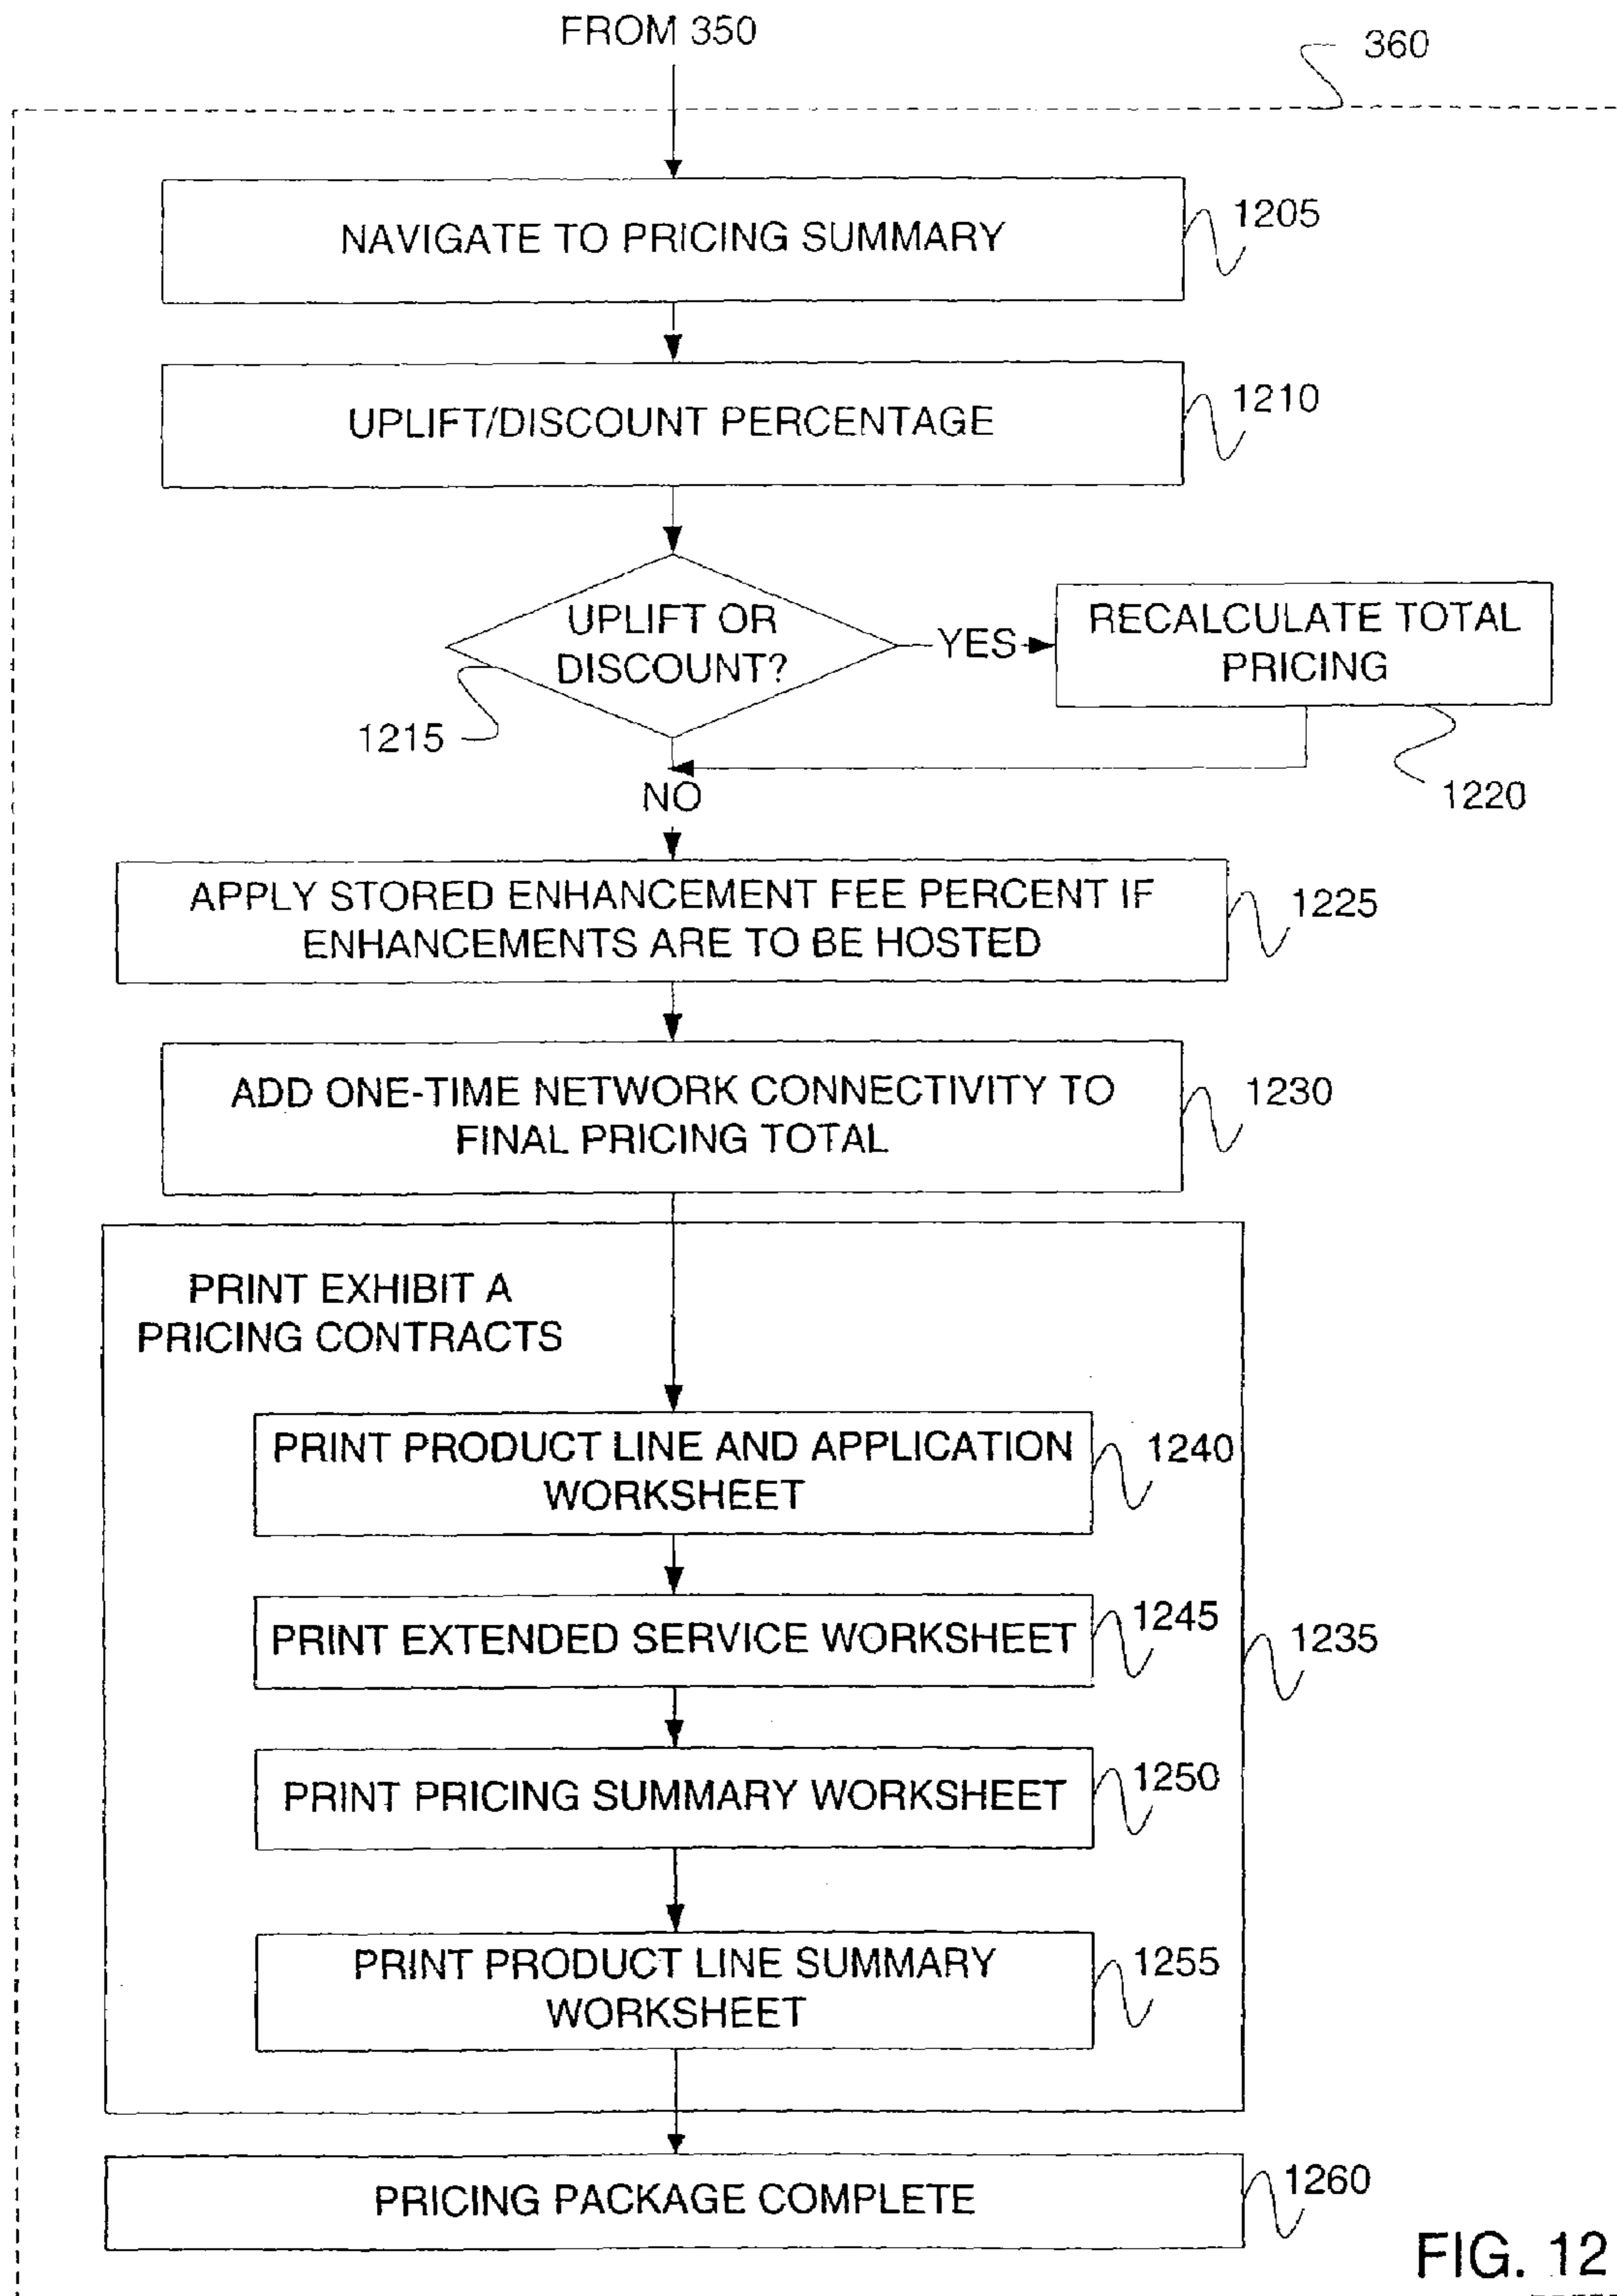 FROM 350
360
NAVIGATE TO PRICING SUMMARY
1205
UPLIFT/DISCOUNT PERCENTAGE
1210
UPLIFT OR
DISCOUNT?
YES
RECALCULATE TOTAL
PRICING
1215
1220
NO
APPLY STORED ENHANCEMENT FEE PERCENT IF
ENHANCEMENTS ARE TO BE HOSTED
1225
ADD ONE-TIME NETWORK CONNECTIVITY TO
FINAL PRICING TOTAL
1230
PRINT EXHIBIT A
PRICING CONTRACTS
PRINT PRODUCT LINE AND APPLICATION
WORKSHEET
1240
PRINT EXTENDED SERVICE WORKSHEET
1245
1235
PRINT PRICING SUMMARY WORKSHEET
1250
PRINT PRODUCT LINE SUMMARY
WORKSHEET
1255
PRICING PACKAGE COMPLETE
1260
FIG. 12